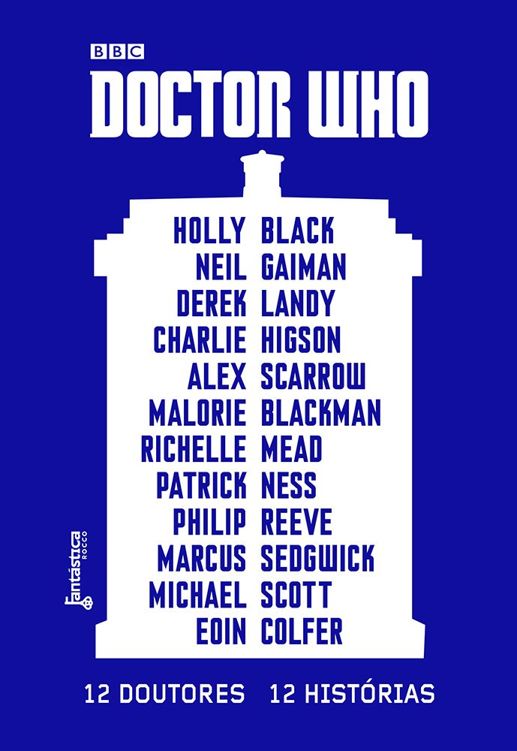 BBC
DOCTOR WHO
HOLLY BLACK
NEIL GAIMAN
DEREK LANDY
CHARLIE HIGSON
ALEX SCARROW
MALORIE BLACKMAN
RICHELLE MEAD
PATRICK NESS
PHILIP REEVE
MARCUS SEDGWICK
MICHAEL SCOTT
EOIN COLFER
fantástica
ROCCO
12 DOUTORES 12 HISTÓRIAS